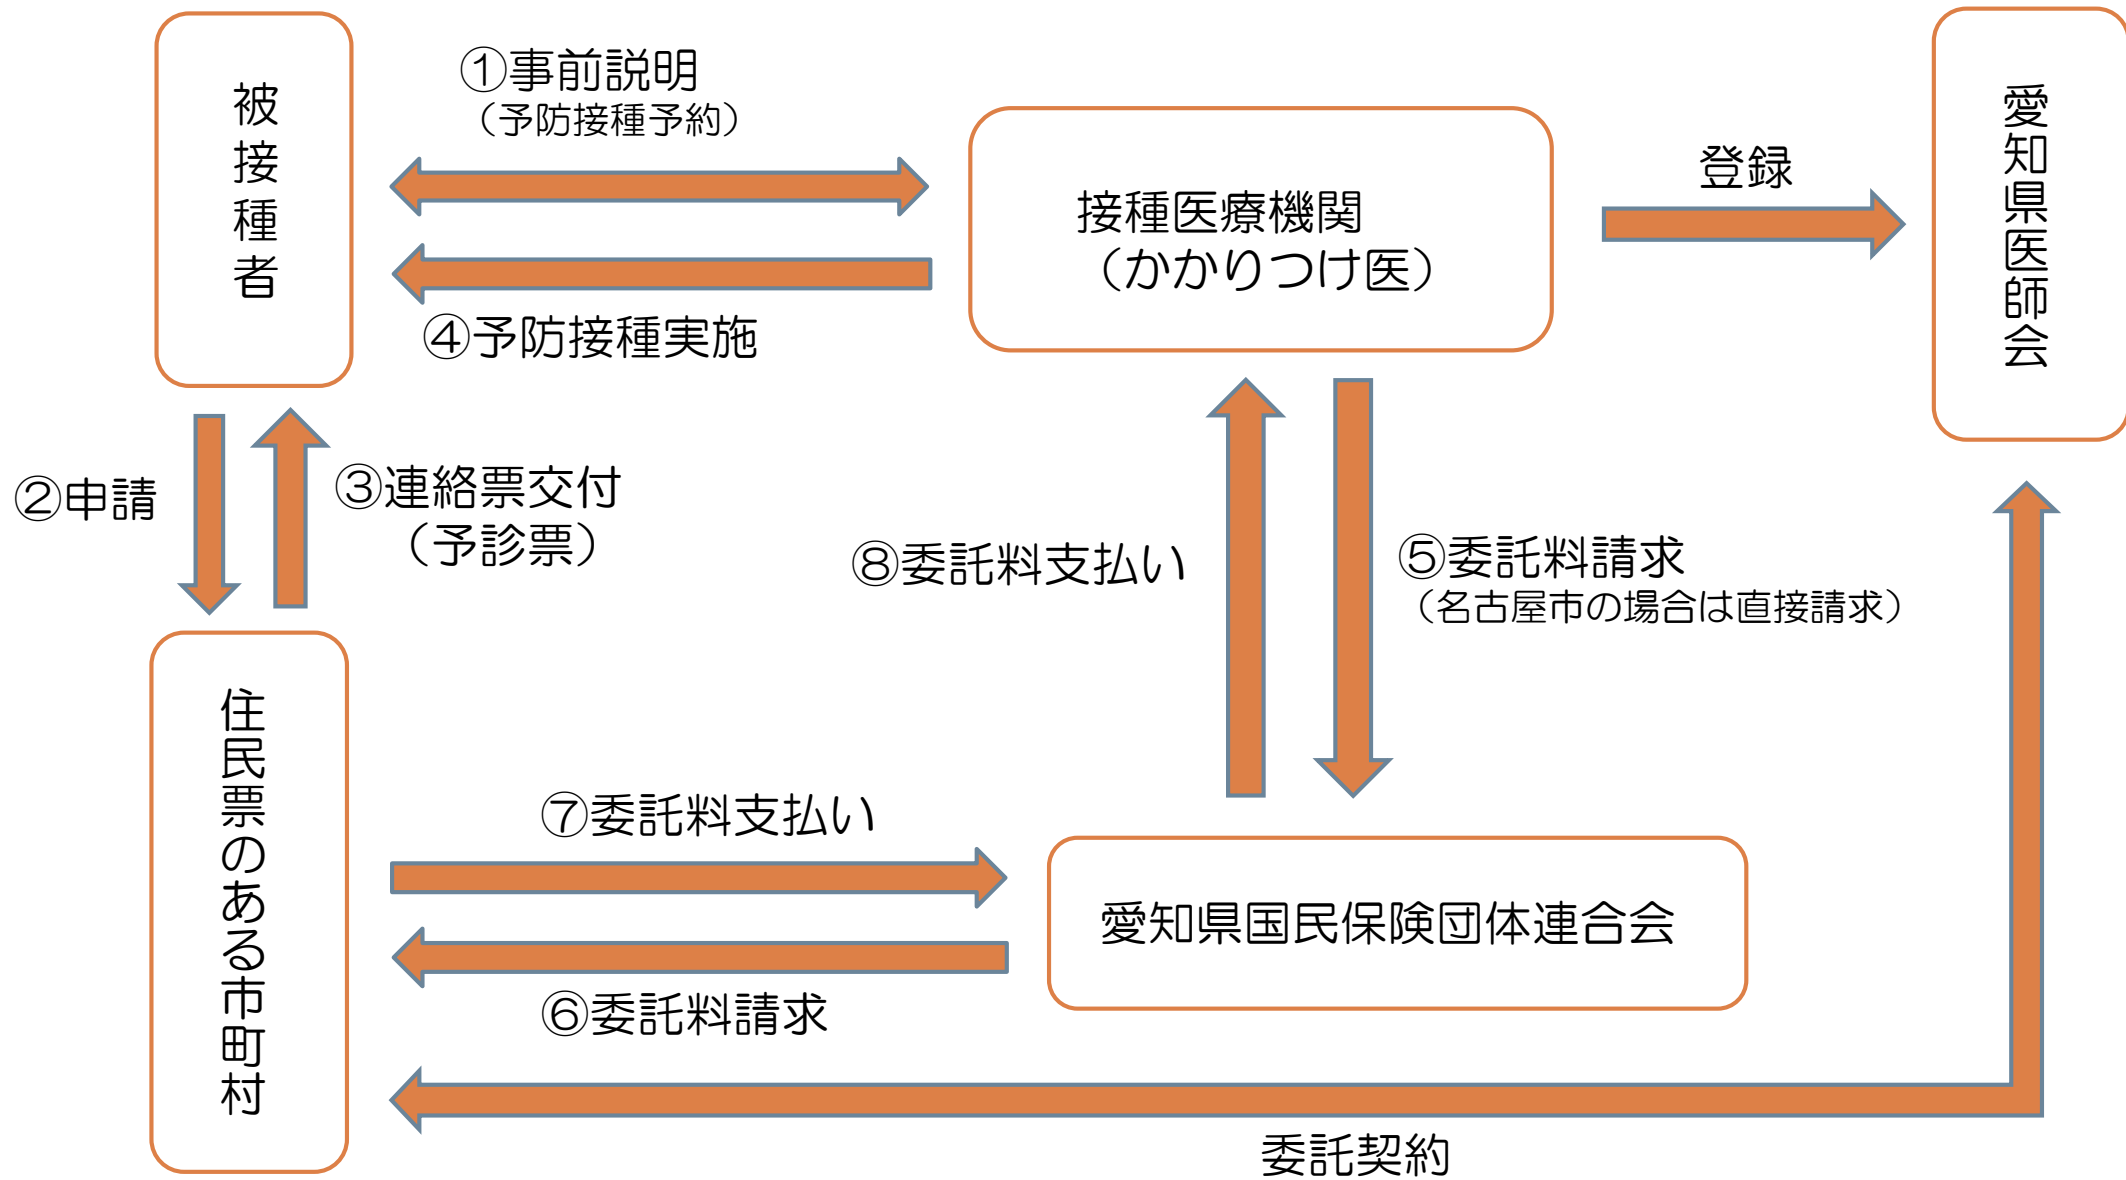 被接種者
①事前説明
（予防接種予約）
接種医療機関
（かかりつけ医）
登録
愛知県医師会
④予防接種実施
②申請
③連絡票交付
（予診票）
⑧委託料支払い
⑤委託料請求
（名古屋市の場合は直接請求）
住民票のある市町村
⑦委託料支払い
愛知県国民保険団体連合会
⑥委託料請求
委託契約